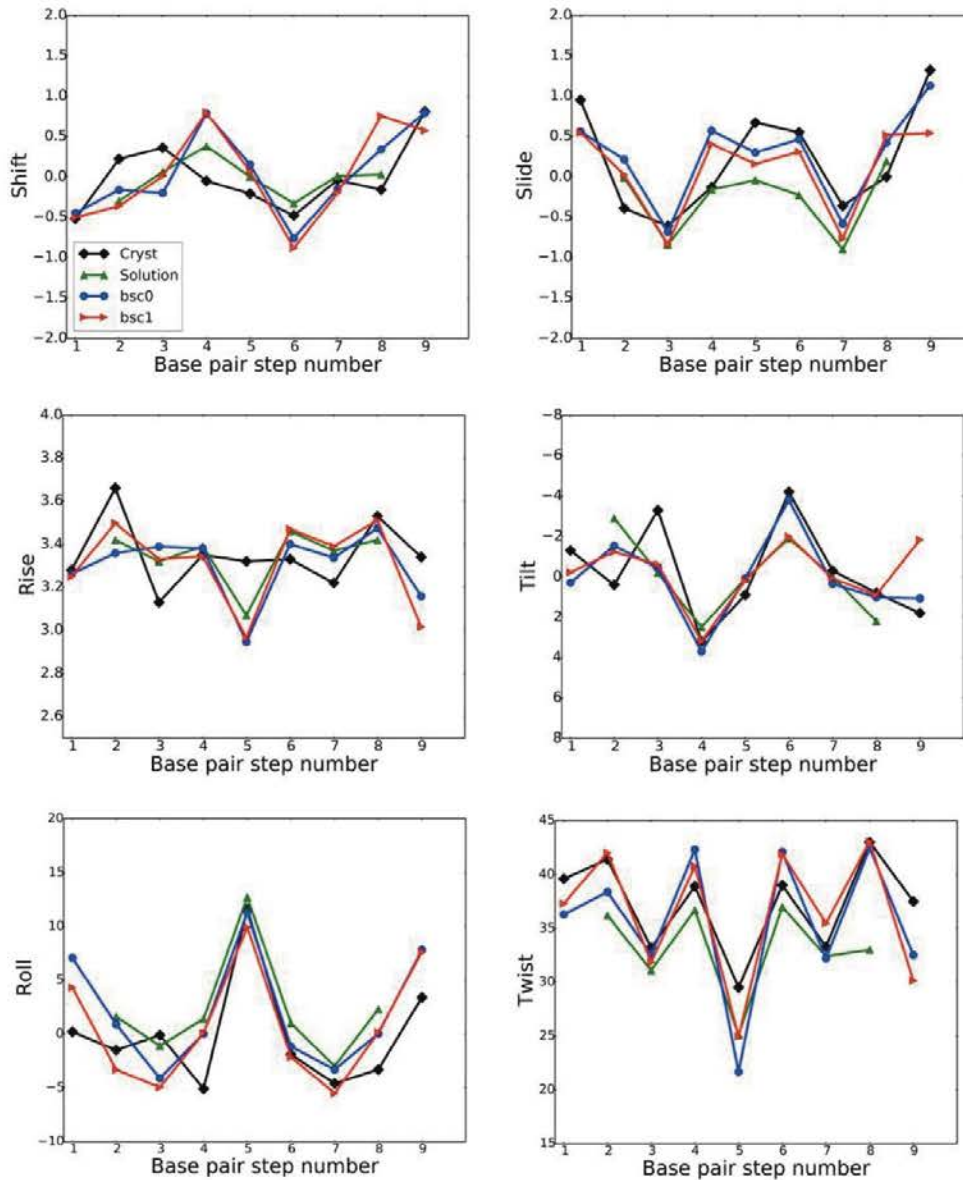 2.0
1.5
1.0
0.5
0.0
−0.5
−1.0
−1.5
−2.0
Shift
Cryst
Solution
bsc0
bsc1
1 2 3 4 5 6 7 8 9
Base pair step number
2.0
1.5
1.0
0.5
0.0
−0.5
−1.0
−1.5
−2.0
Slide
1 2 3 4 5 6 7 8 9
Base pair step number
4.0
3.8
3.6
3.4
3.2
3.0
2.8
2.6
Rise
1 2 3 4 5 6 7 8 9
Base pair step number
−8
−6
−4
−2
0
2
4
6
8
Tilt
1 2 3 4 5 6 7 8 9
Base pair step number
20
15
10
5
0
−5
−10
Roll
1 2 3 4 5 6 7 8 9
Base pair step number
45
40
35
30
25
20
15
Twist
1 2 3 4 5 6 7 8 9
Base pair step number